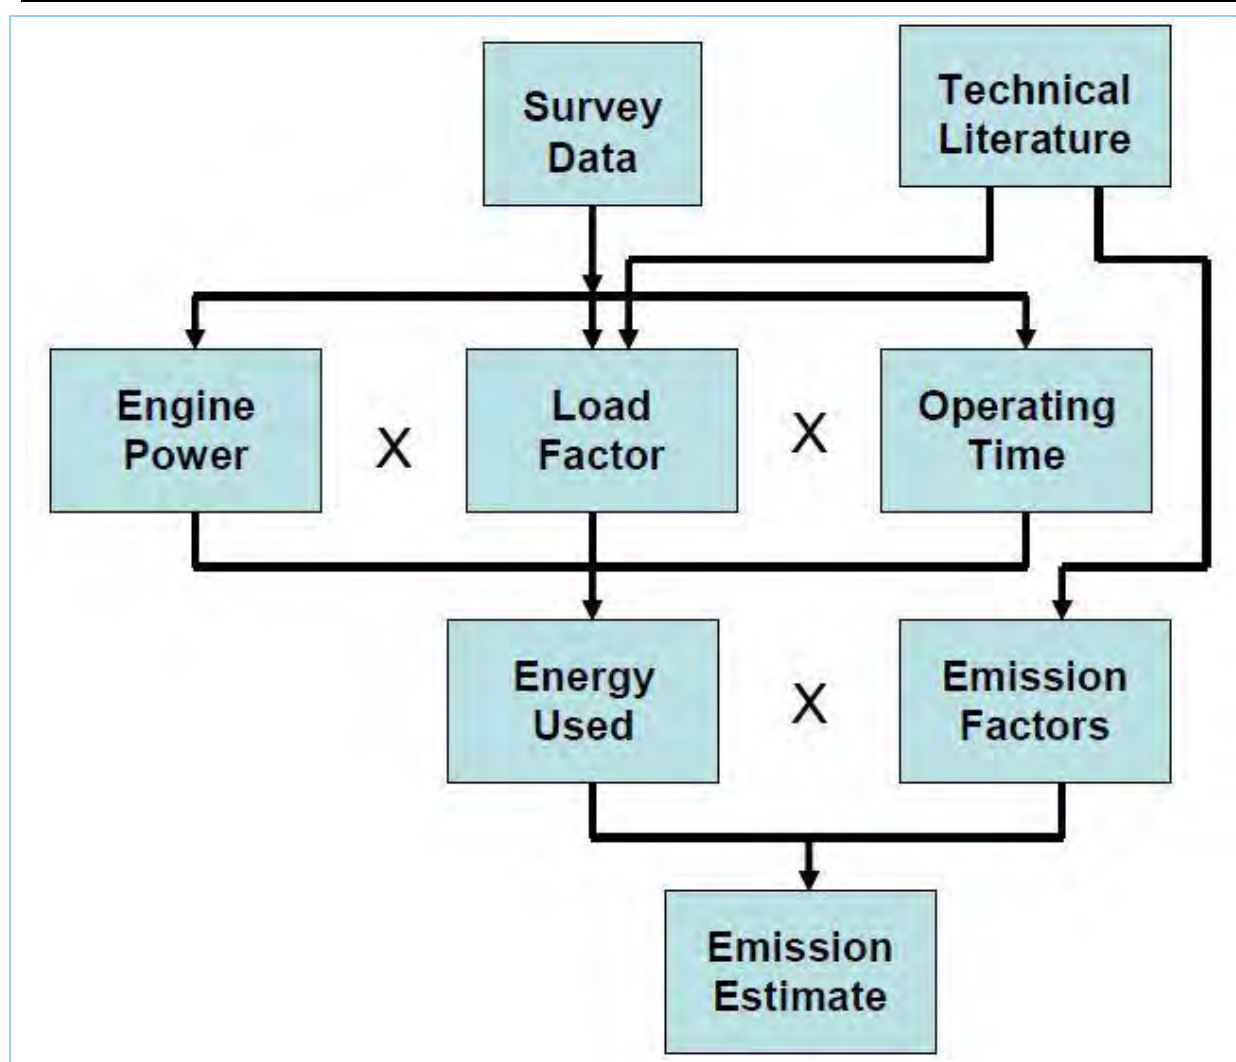 Survey
Data
Technical
Literature
Engine
Power
X
Load
Factor
X
Operating
Time
Energy
Used
X
Emission
Factors
Emission
Estimate